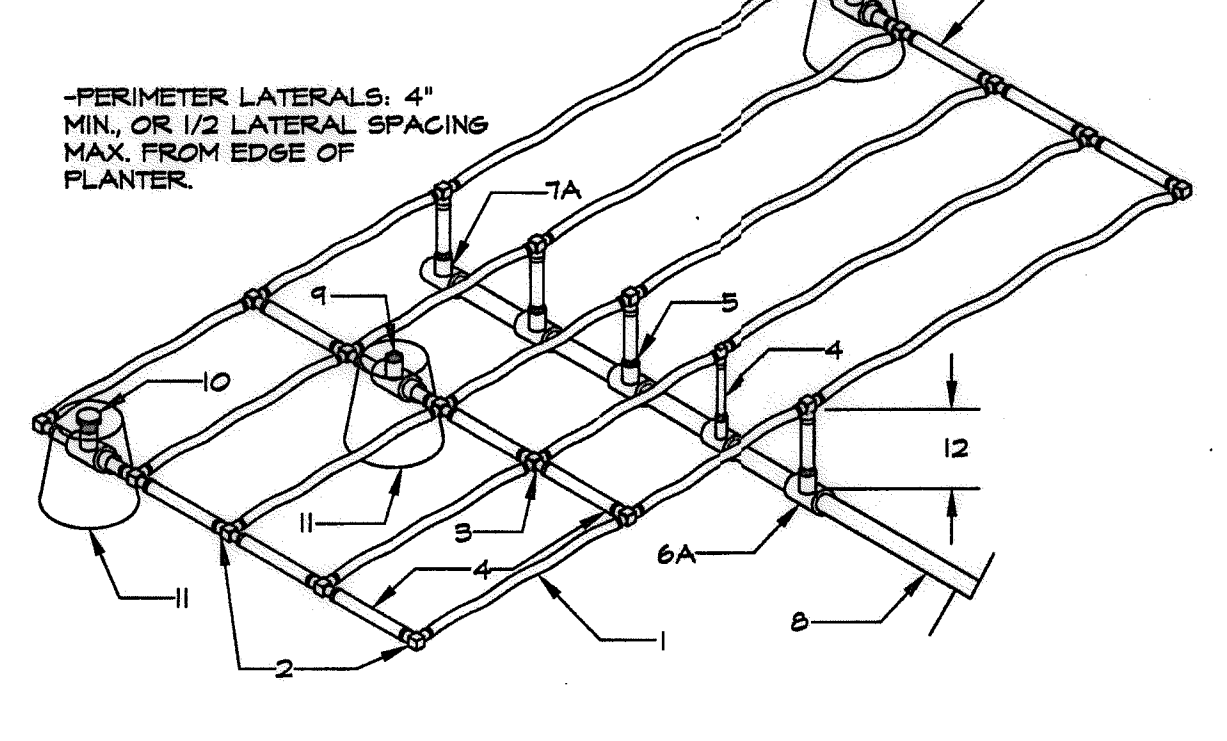 -PERIMETER LATERALS: 4"
MIN., OR 1/2 LATERAL SPACING
MAX. FROM EDGE OF
PLANTER.
7A
9
5
4
10
12
11
3
6A
4
11
8
1
2